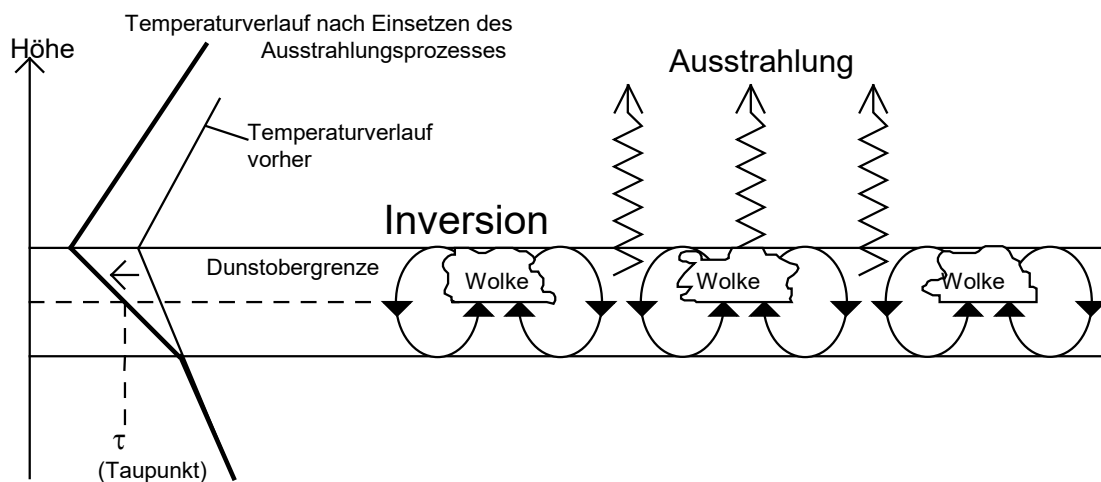 Temperaturverlauf nach Einsetzen des
Ausstrahlungsprozesses
Höhe
Ausstrahlung
Temperaturverlauf
vorher
Inversion
Dunstobergrenze
Wolke
Wolke
Wolke
τ
(Taupunkt)